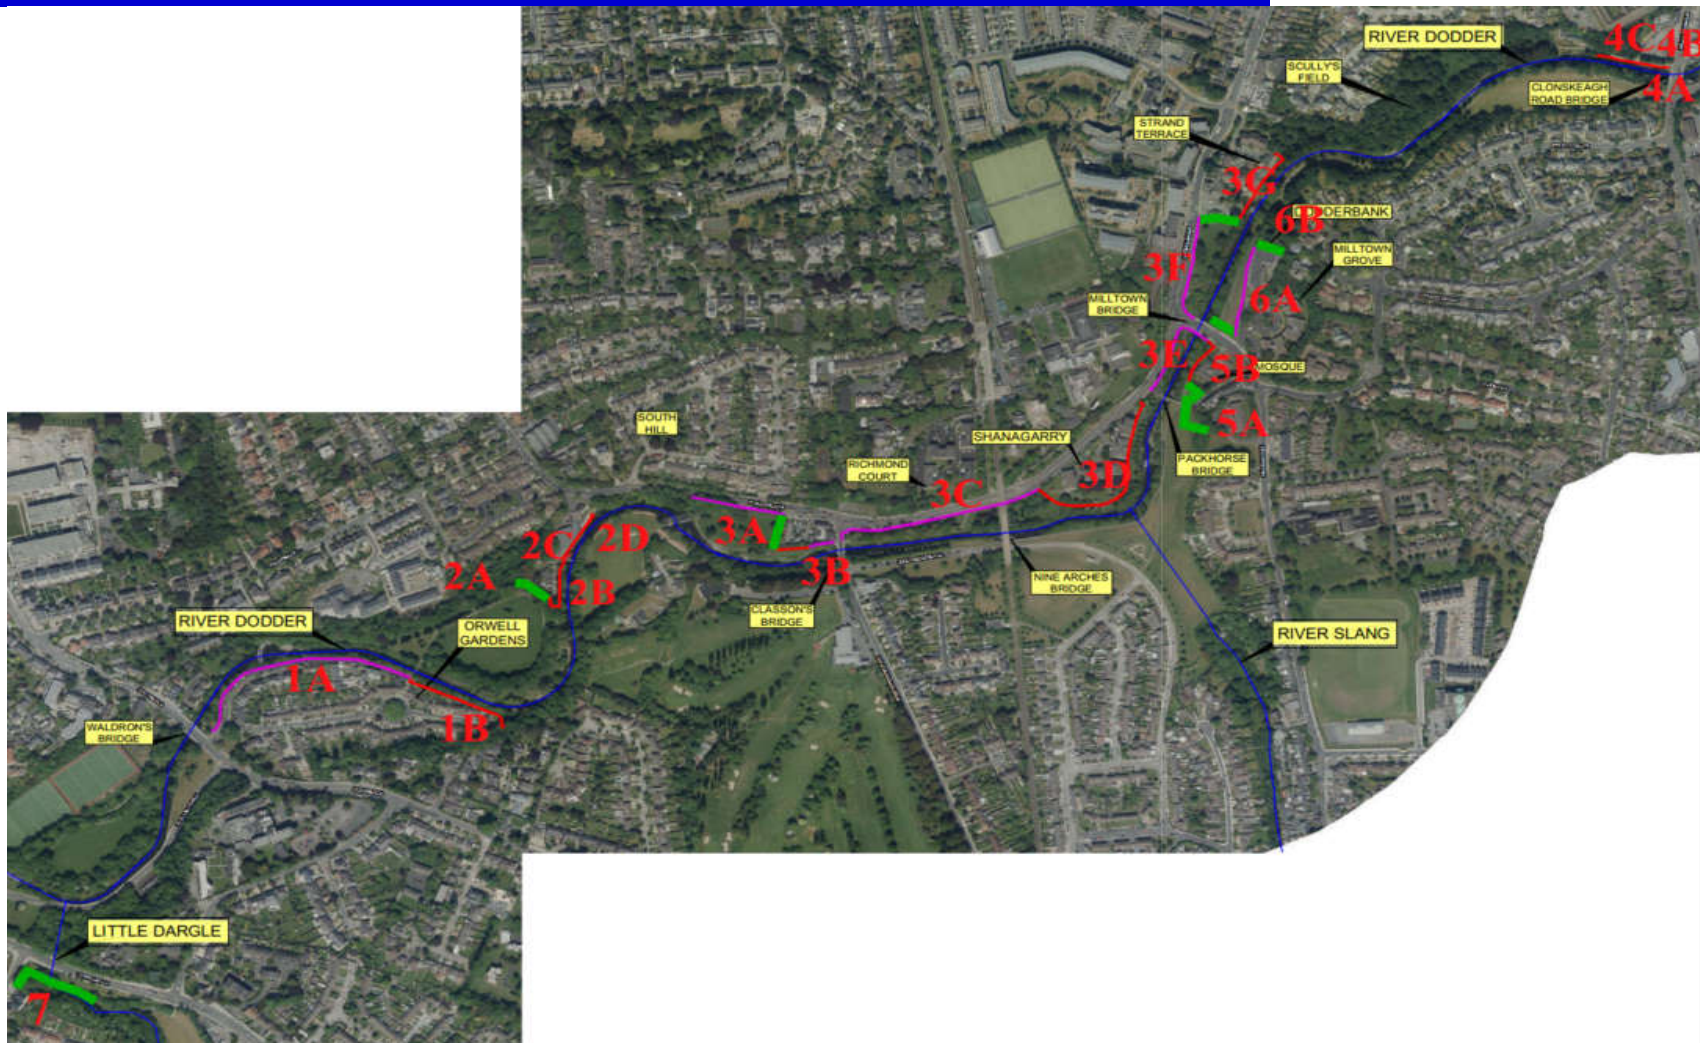 RIVER DODDER
4C
4B
SCULLY'S
FIELD
CLONSKEAGH
ROAD BRIDGE
4A
STRAND
TERRACE
3G
6B
MILLTOWN
GROVE
3F
6A
MILLTOWN
BRIDGE
3E
5B
MOSQUE
SOUTH
HILL
5A
SHANAGARRY
PACKHORSE
BRIDGE
RICHMOND
COURT
3D
3C
3A
2C
2D
3B
NINE ARCHES
BRIDGE
2A
2B
CLASSON'S
BRIDGE
RIVER DODDER
ORWELL
GARDENS
RIVER SLANG
1A
1B
WALDRON'S
BRIDGE
LITTLE DARGLE
7